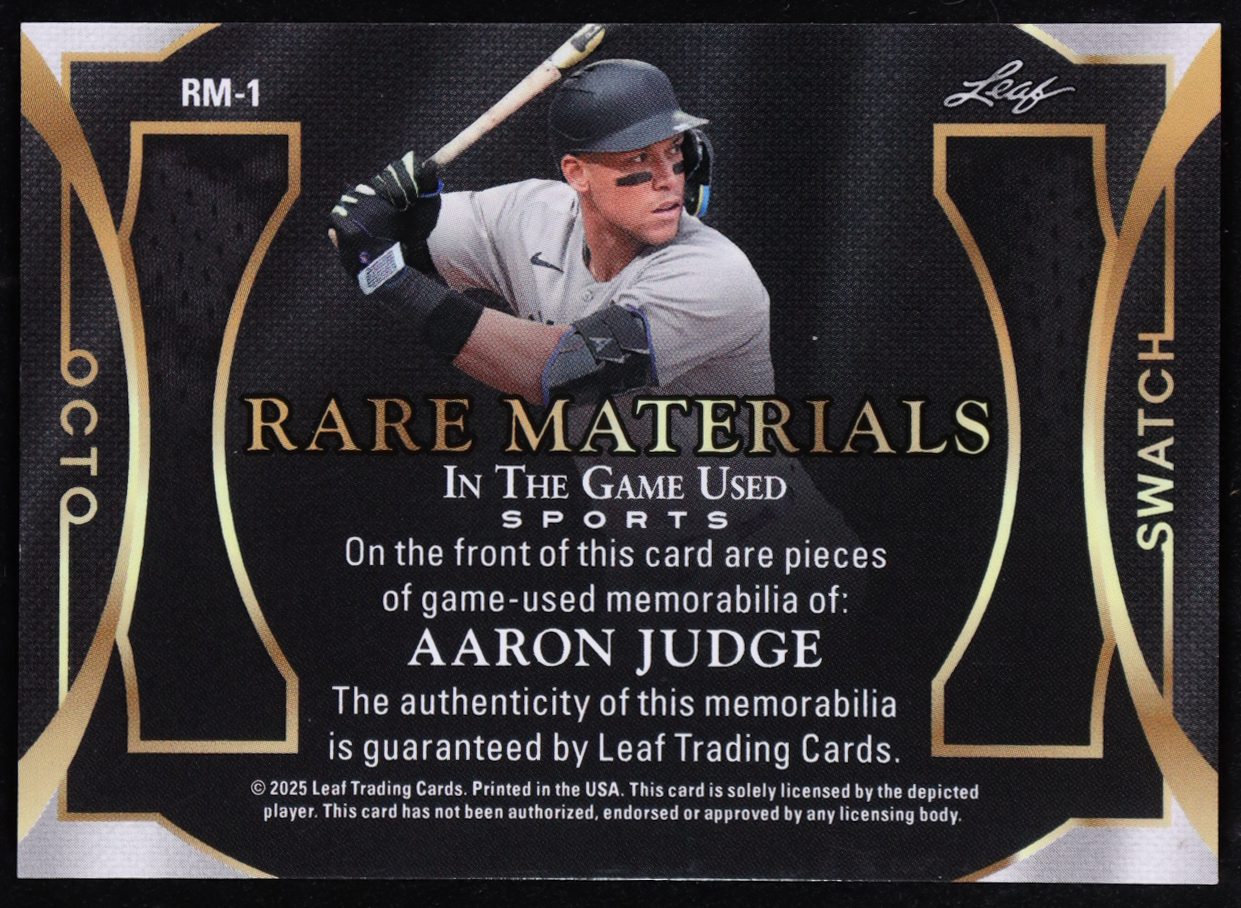 RM-1
Leaf
OCTO
SWATCH
RARE MATERIALS
IN THE GAME USED
SPORTS
On the front of this card are pieces
of game-used memorabilia of:
AARON JUDGE
The authenticity of this memorabilia
is guaranteed by Leaf Trading Cards.
© 2025 Leaf Trading Cards. Printed in the USA. This card is solely licensed by the depicted
player. This card has not been authorized, endorsed or approved by any licensing body.